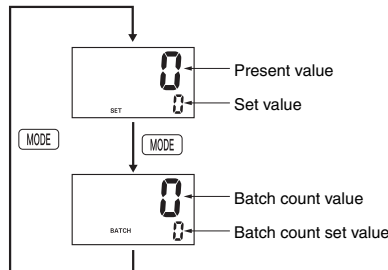 0 Present value
SET 0 Set value
MODE MODE
0 Batch count value
BATCH 0 Batch count set value